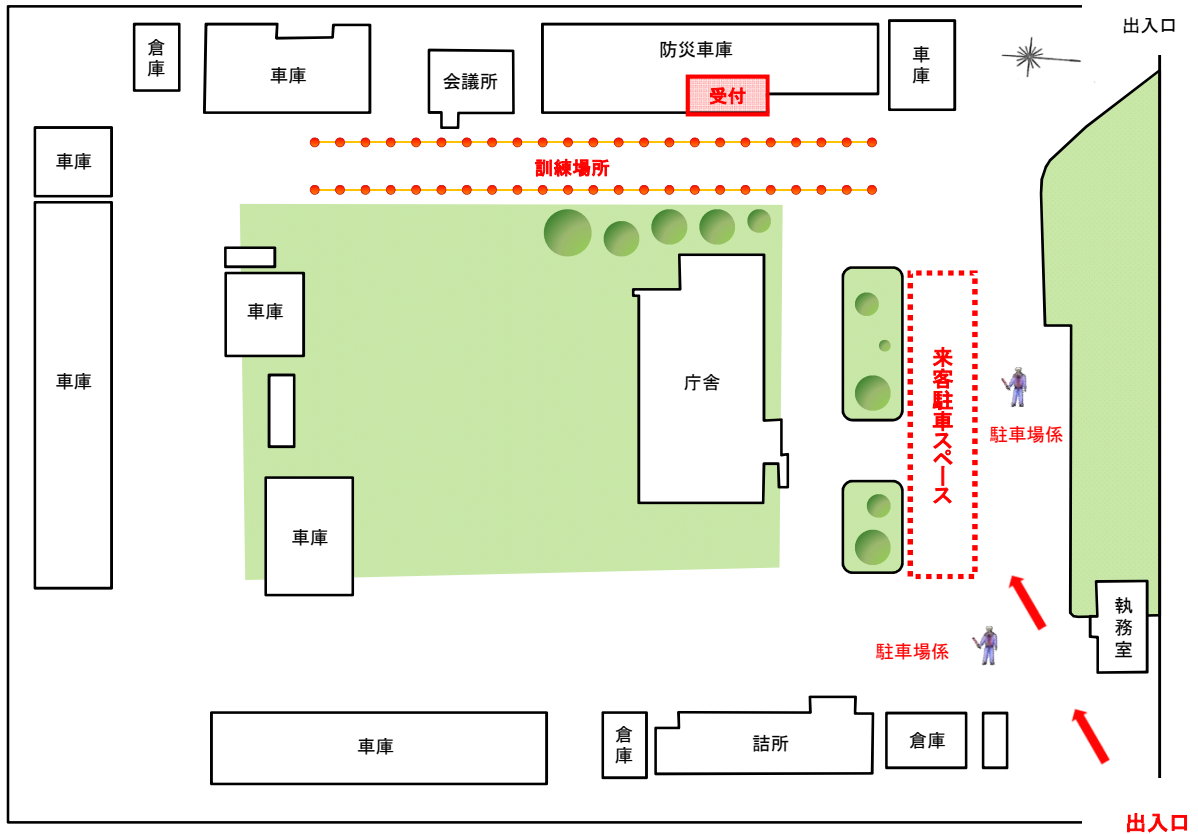 出入口
倉庫
車庫
会議所
防災車庫
車庫
受付
車庫
訓練場所
車庫
車庫
庁舎
来客駐車スペース
駐車場係
車庫
執務室
駐車場係
車庫
倉庫
詰所
倉庫
出入口